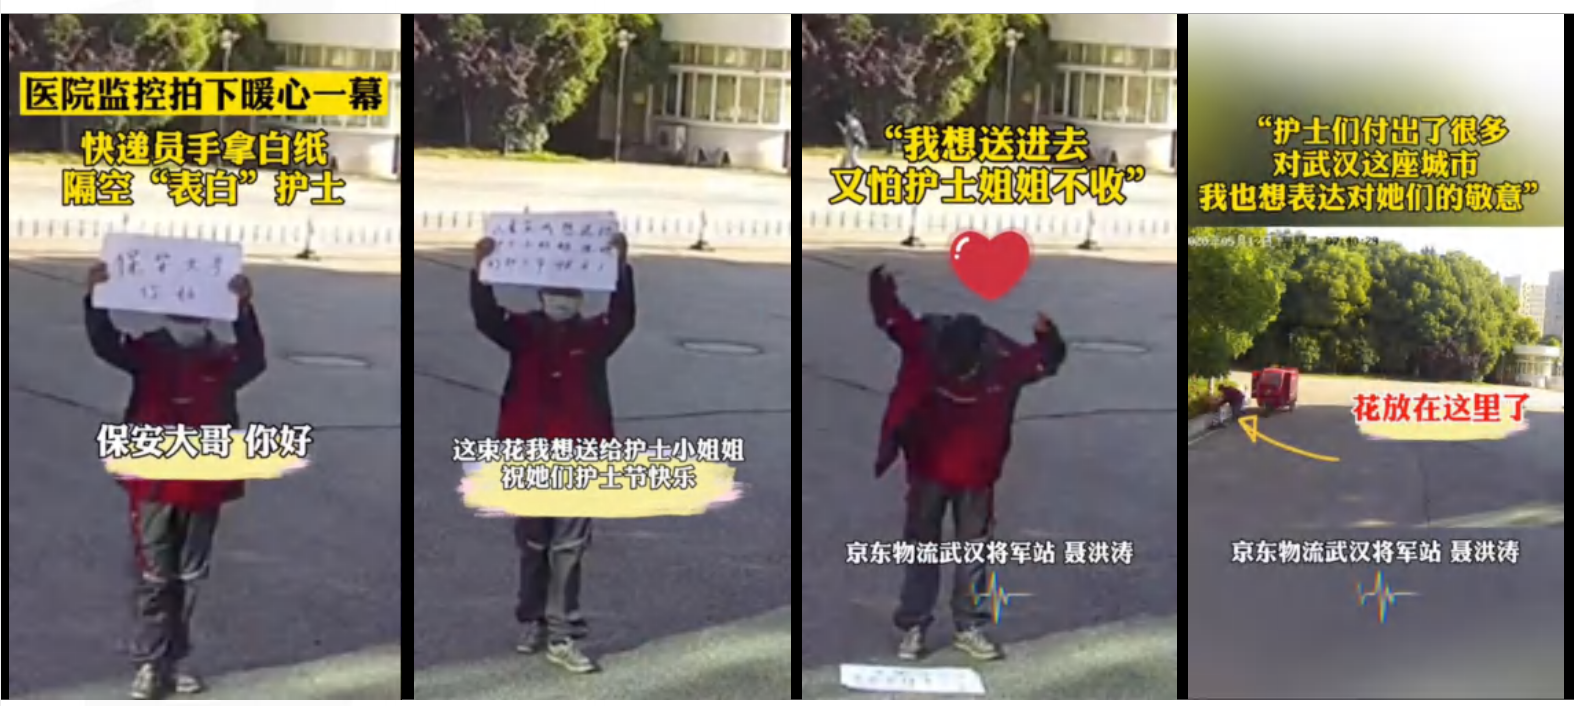 医院监控拍下暖心一幕
快递员手拿白纸
隔空“表白”护士
保安大哥
你好
保安大哥 你好
这束花我想送给护士小姐姐
祝她们护士节快乐
“我想送进去
又怕护士姐姐不收”
京东物流武汉将军站 聂洪涛
“护士们付出了很多
对武汉这座城市
我也想表达对她们的敬意”
花放在这里了
京东物流武汉将军站 聂洪涛